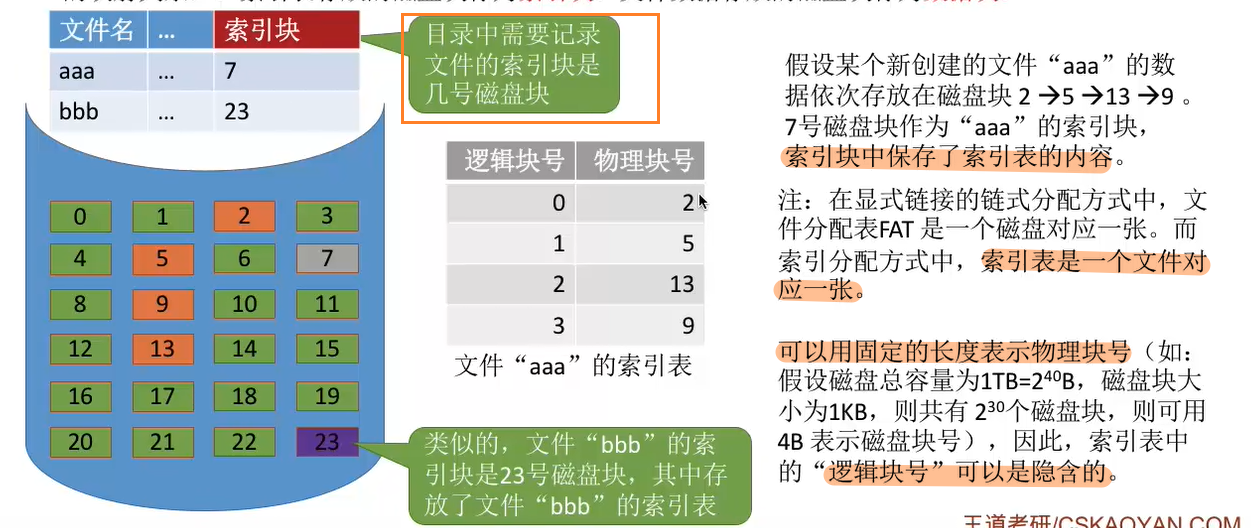 文件名 ... 索引块
aaa ... 7
bbb ... 23
目录中需要记录
文件的索引块是
几号磁盘块
0 1 2 3
4 5 6 7
8 9 10 11
12 13 14 15
16 17 18 19
20 21 22 23
逻辑块号 物理块号
0 2
1 5
2 13
3 9
文件“aaa”的索引表
类似的，文件“bbb”的索
引块是23号磁盘块，其中存
放了文件“bbb”的索引表
假设某个新创建的文件“aaa”的数
据依次存放在磁盘块 2 →5 →13 →9 。
7号磁盘块作为“aaa”的索引块，
索引块中保存了索引表的内容。
注：在显式链接的链式分配方式中，文
件分配表FAT 是一个磁盘对应一张。而
索引分配方式中，索引表是一个文件对
应一张。
可以用固定的长度表示物理块号（如：
假设磁盘总容量为1TB=2⁴⁰B，磁盘块大
小为1KB，则共有 2³⁰个磁盘块，则可用
4B 表示磁盘块号），因此，索引表中
的“逻辑块号”可以是隐含的。
王道考研/CSKAOYAN.COM